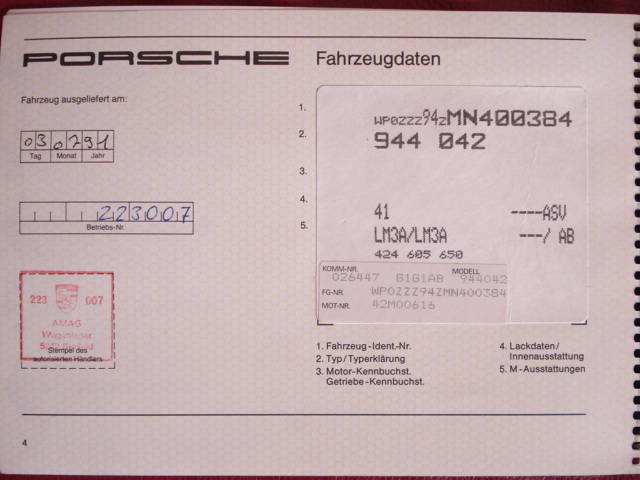 PORSCHE Fahrzeugdaten
Fahrzeug ausgeliefert am:
03 02 91
Tag Monat Jahr
223007
Betriebs-Nr.
223 007
AMAG
Stempel des
autorisierten Händlers
1.
2.
3.
4.
5.
WP0ZZZ94ZMN400384
944 042
41 ----ASV
LM3A/LM3A ---/ AB
424 605 650
KOMM-NR. MODELL
026447 G1G1AB 944042
FG-NR. WP0ZZZ94ZMN400384
MOT-NR. 42M00616
1. Fahrzeug-Ident.-Nr.
2. Typ/Typerklärung
3. Motor-Kennbuchst.
Getriebe-Kennbuchst.
4. Lackdaten/
Innenausstattung
5. M-Ausstattungen
4